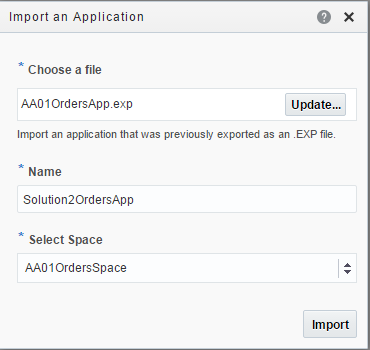 Import an Application
* Choose a file
AA01OrdersApp.exp
Update...
Import an application that was previously exported as an .EXP file.
* Name
Solution2OrdersApp
* Select Space
AA01OrdersSpace
Import